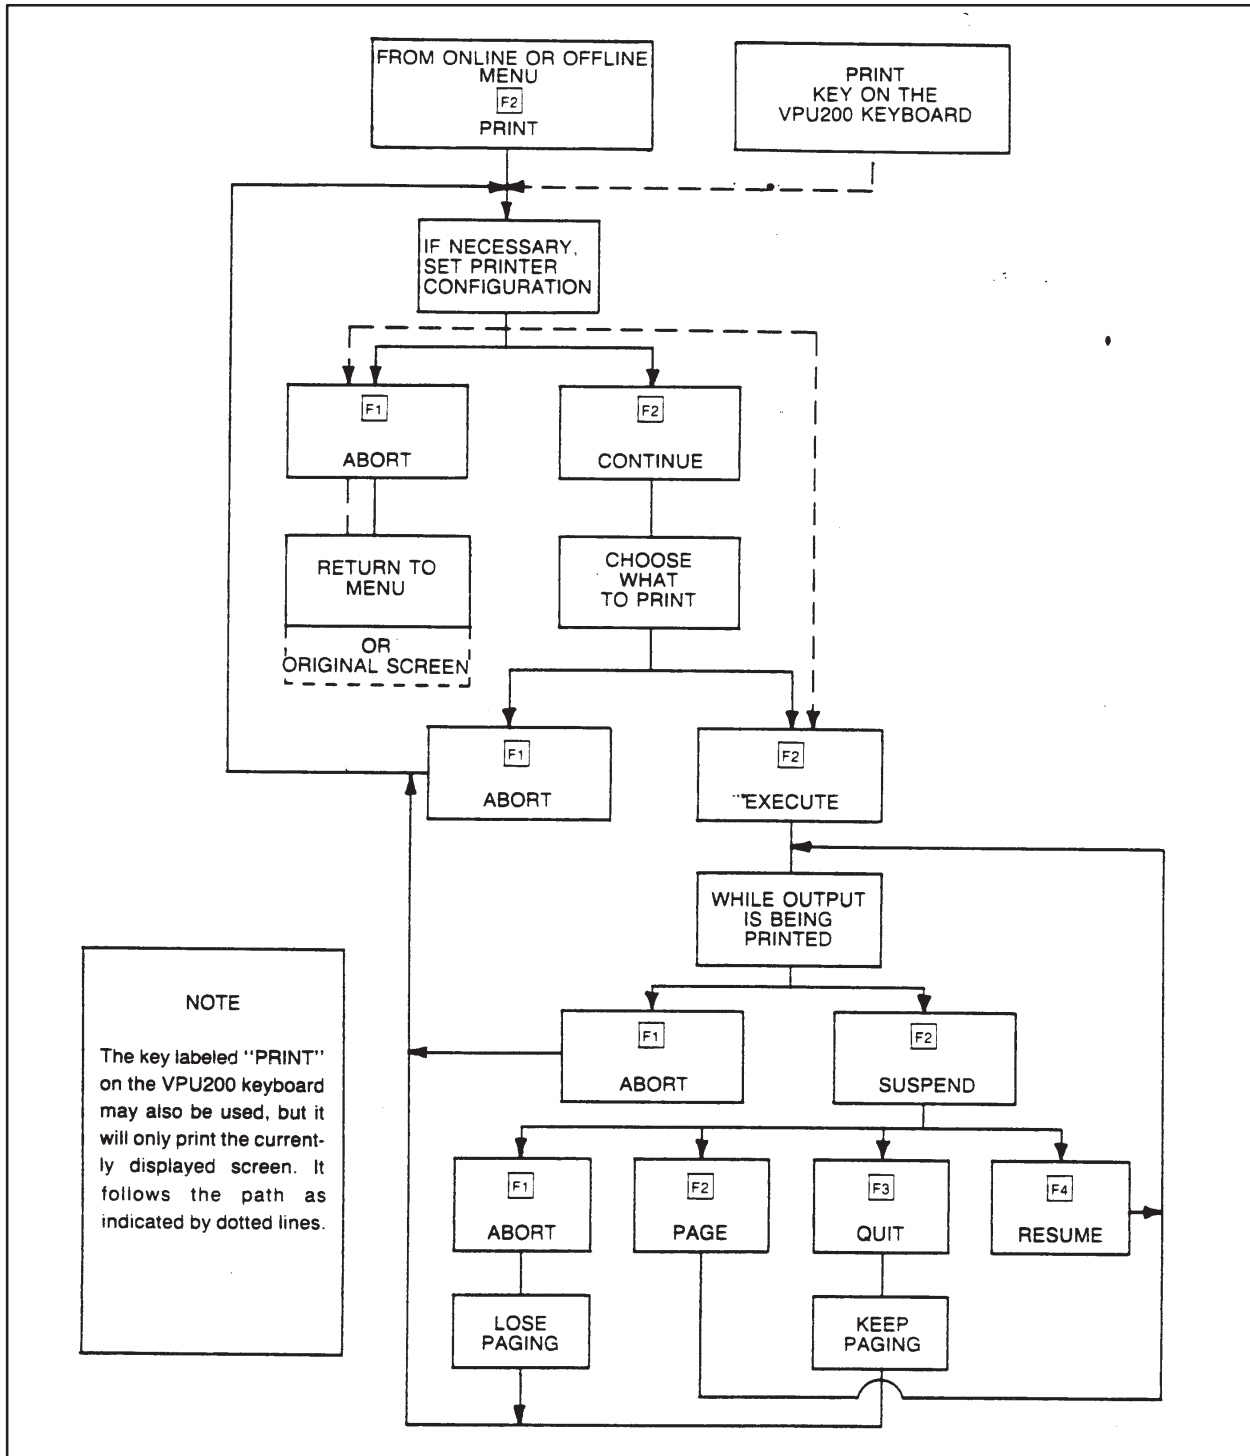 FROM ONLINE OR OFFLINE
MENU
F2
PRINT
PRINT
KEY ON THE
VPU200 KEYBOARD
IF NECESSARY,
SET PRINTER
CONFIGURATION
F1
ABORT
F2
CONTINUE
RETURN TO
MENU
OR
ORIGINAL SCREEN
CHOOSE
WHAT
TO PRINT
F1
ABORT
F2
EXECUTE
WHILE OUTPUT
IS BEING
PRINTED
F1
ABORT
F2
SUSPEND
F1
ABORT
F2
PAGE
F3
QUIT
F4
RESUME
LOSE
PAGING
KEEP
PAGING
NOTE
The key labeled "PRINT"
on the VPU200 keyboard
may also be used, but it
will only print the current-
ly displayed screen. It
follows the path as
indicated by dotted lines.